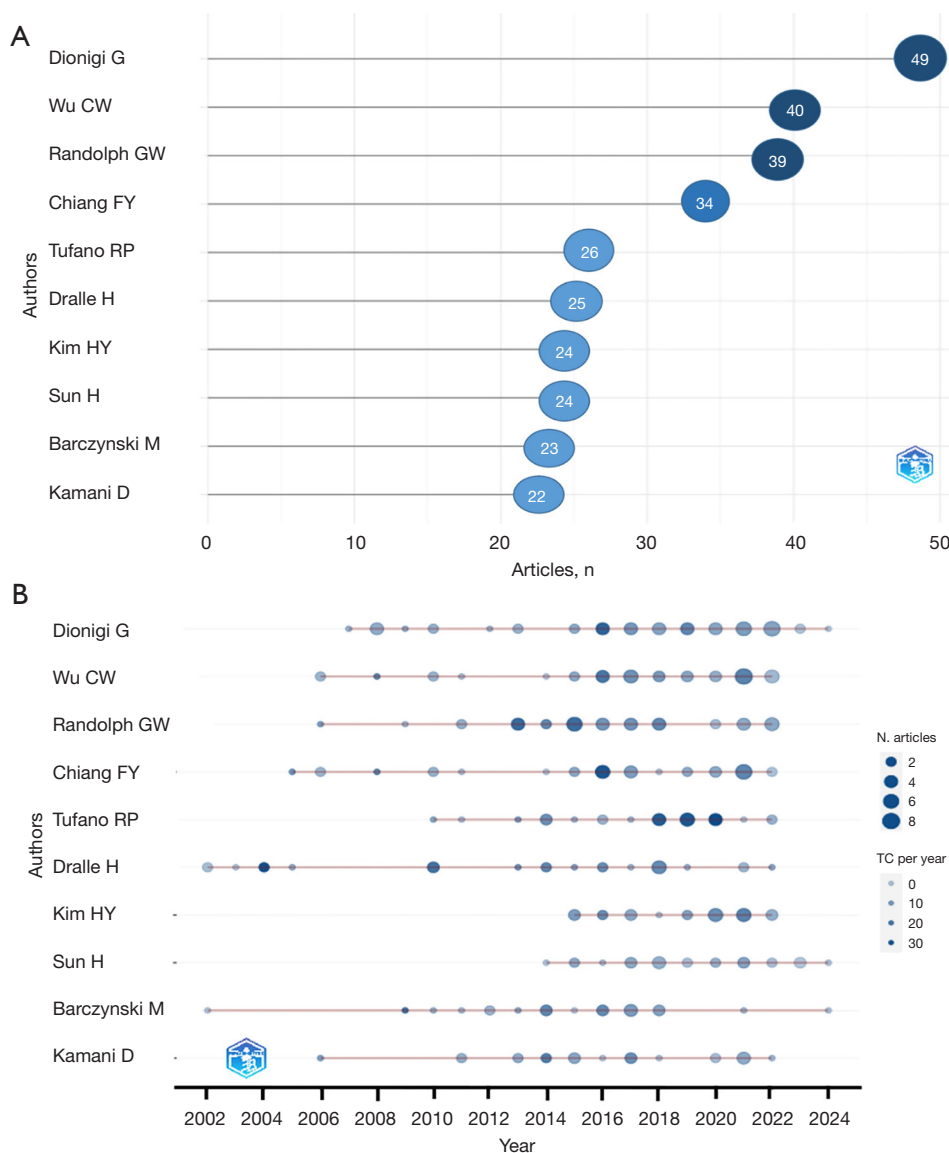 A
Dionigi G
49
Wu CW
40
Randolph GW
39
Chiang FY
34
Tufano RP
26
Dralle H
25
Kim HY
24
Sun H
24
Barczynski M
23
Kamani D
22
Authors
0 10 20 30 40 50
Articles, n
B
Dionigi G
Wu CW
Randolph GW
Chiang FY
Tufano RP
Dralle H
Kim HY
Sun H
Barczynski M
Kamani D
Authors
2002 2004 2006 2008 2010 2012 2014 2016 2018 2020 2022 2024
Year
N. articles
2
4
6
8
TC per year
0
10
20
30